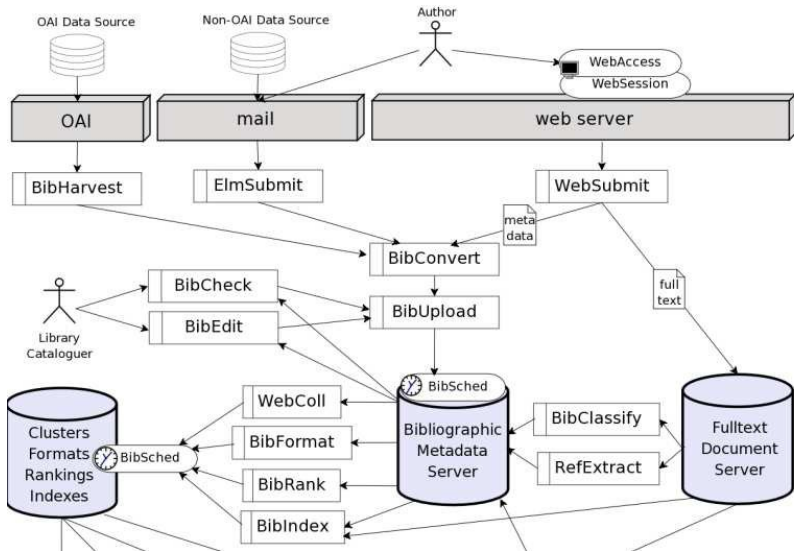 OAI Data Source
Non-OAI Data Source
Author
WebAccess
WebSession
OAI
mail
web server
BibHarvest
ElmSubmit
WebSubmit
meta
data
BibConvert
full
text
BibCheck
BibUpload
BibEdit
Library
Cataloguer
BibSched
WebColl
BibClassify
Clusters
Formats
Rankings
Indexes
BibSched
BibFormat
Bibliographic
Metadata
Server
RefExtract
Fulltext
Document
Server
BibRank
BibIndex